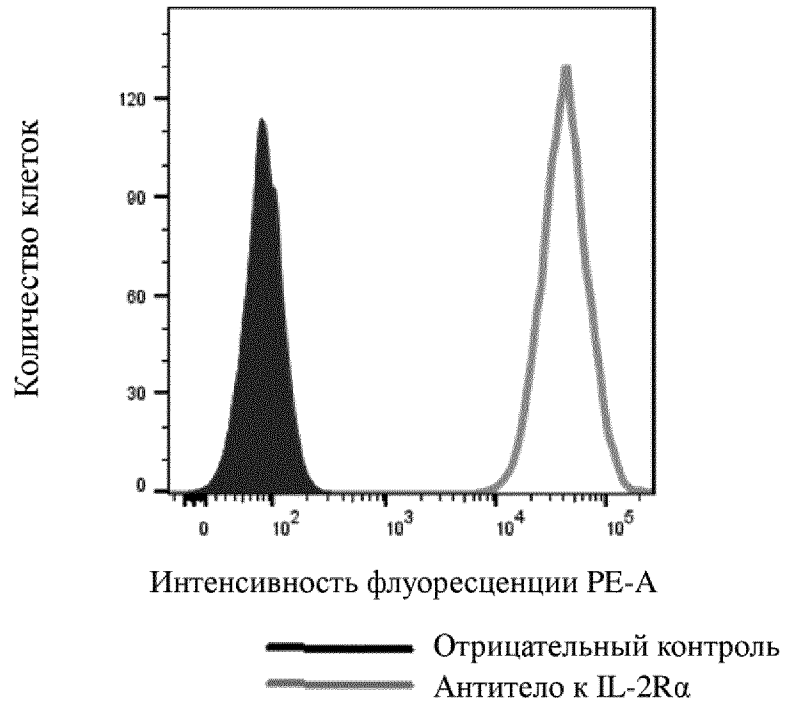 Количество клеток
120
90
60
30
0
0 10² 10³ 10⁴ 10⁵
Интенсивность флуоресценции PE-A
Отрицательный контроль
Антитело к IL-2Rα